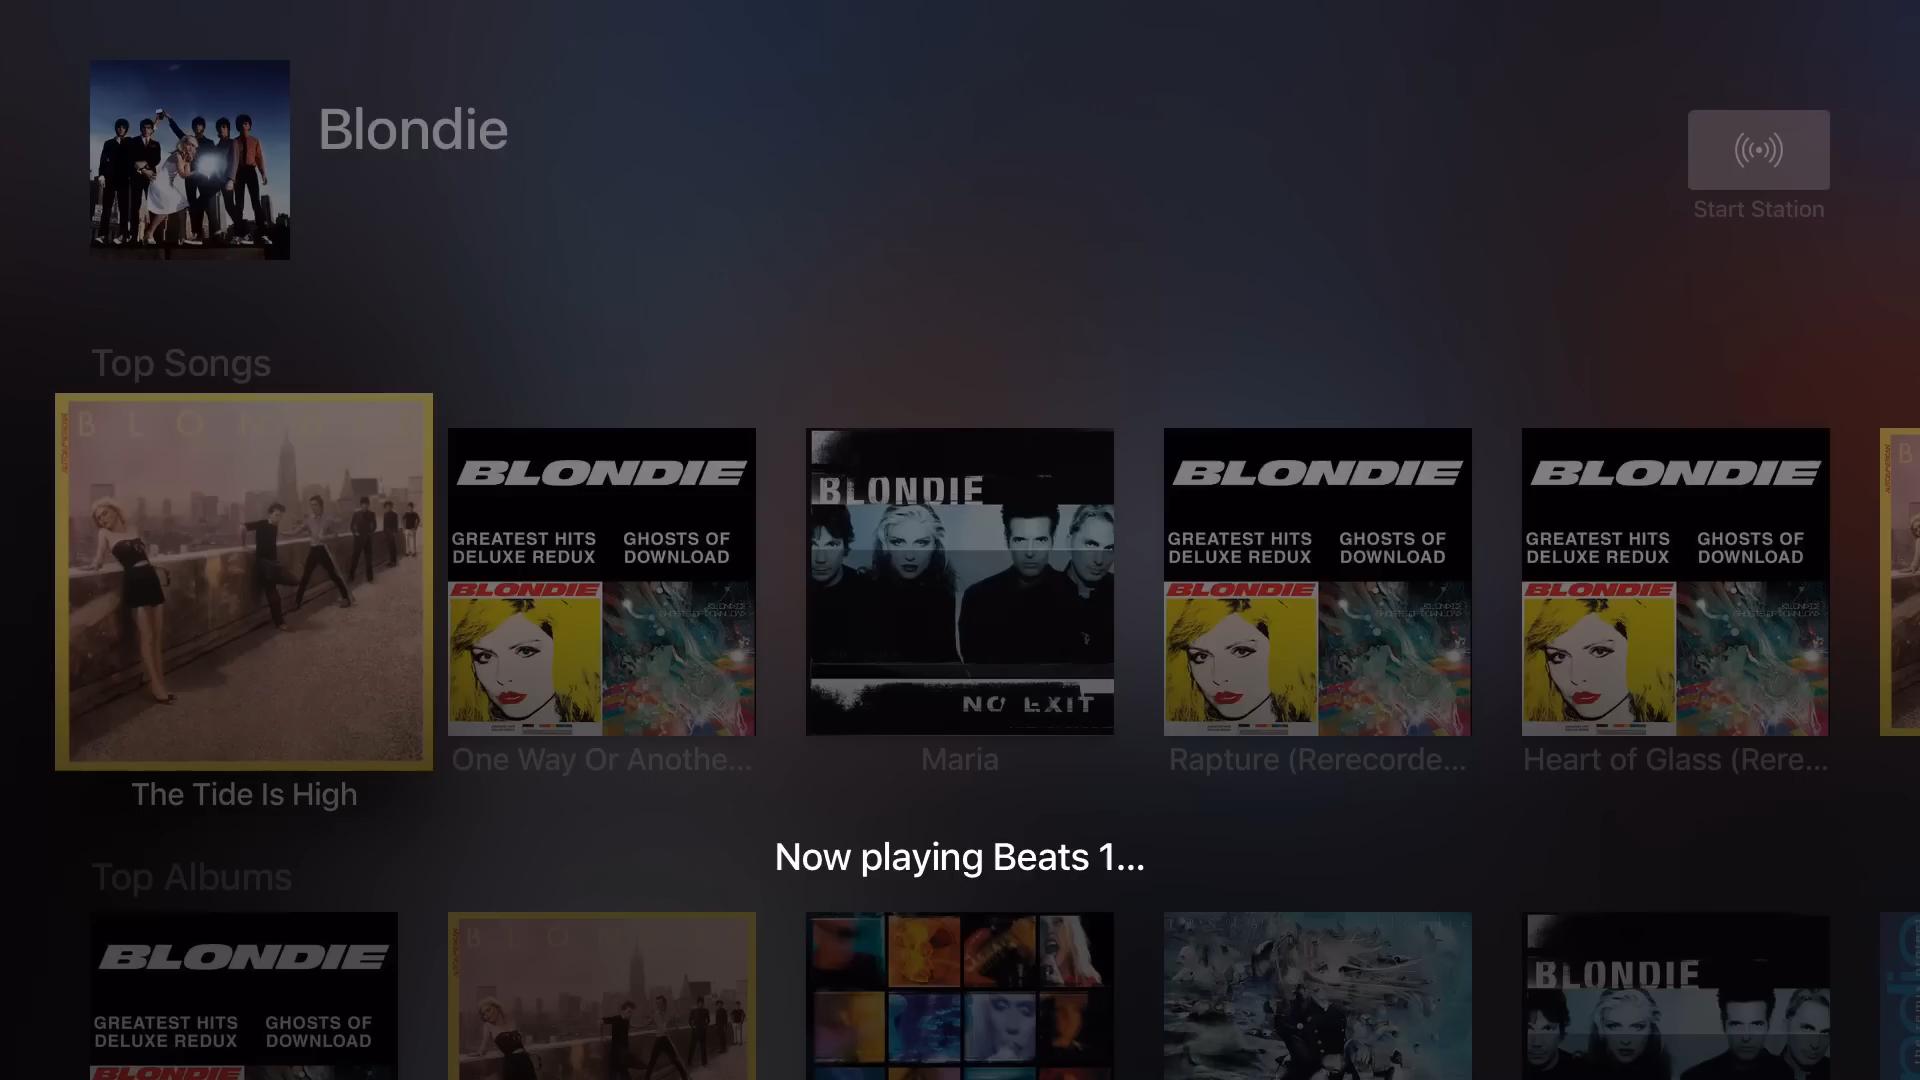 Blondie
Start Station
Top Songs
BLONDIE
GREATEST HITS DELUXE REDUX
GHOSTS OF DOWNLOAD
BLONDIE
BLONDIE
NO EXIT
BLONDIE
GREATEST HITS DELUXE REDUX
GHOSTS OF DOWNLOAD
BLONDIE
BLONDIE
GREATEST HITS DELUXE REDUX
GHOSTS OF DOWNLOAD
BLONDIE
The Tide Is High
One Way Or Anothe...
Maria
Rapture (Rerecorde...
Heart of Glass (Rere...
Now playing Beats 1...
Top Albums
BLONDIE
GREATEST HITS DELUXE REDUX
GHOSTS OF DOWNLOAD
BLONDIE
BLONDIE